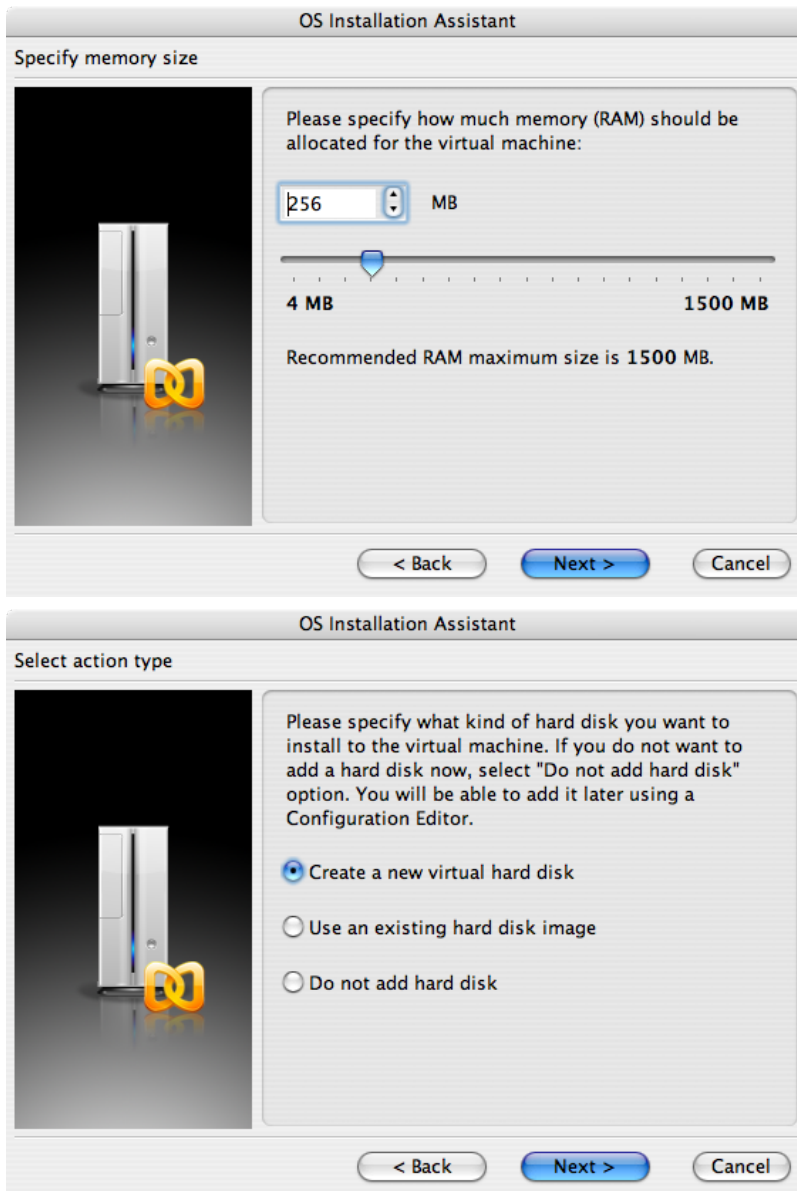 OS Installation Assistant
Specify memory size
Please specify how much memory (RAM) should be
allocated for the virtual machine:
256 MB
4 MB 1500 MB
Recommended RAM maximum size is 1500 MB.
< Back Next > Cancel
OS Installation Assistant
Select action type
Please specify what kind of hard disk you want to
install to the virtual machine. If you do not want to
add a hard disk now, select "Do not add hard disk"
option. You will be able to add it later using a
Configuration Editor.
Create a new virtual hard disk
Use an existing hard disk image
Do not add hard disk
< Back Next > Cancel